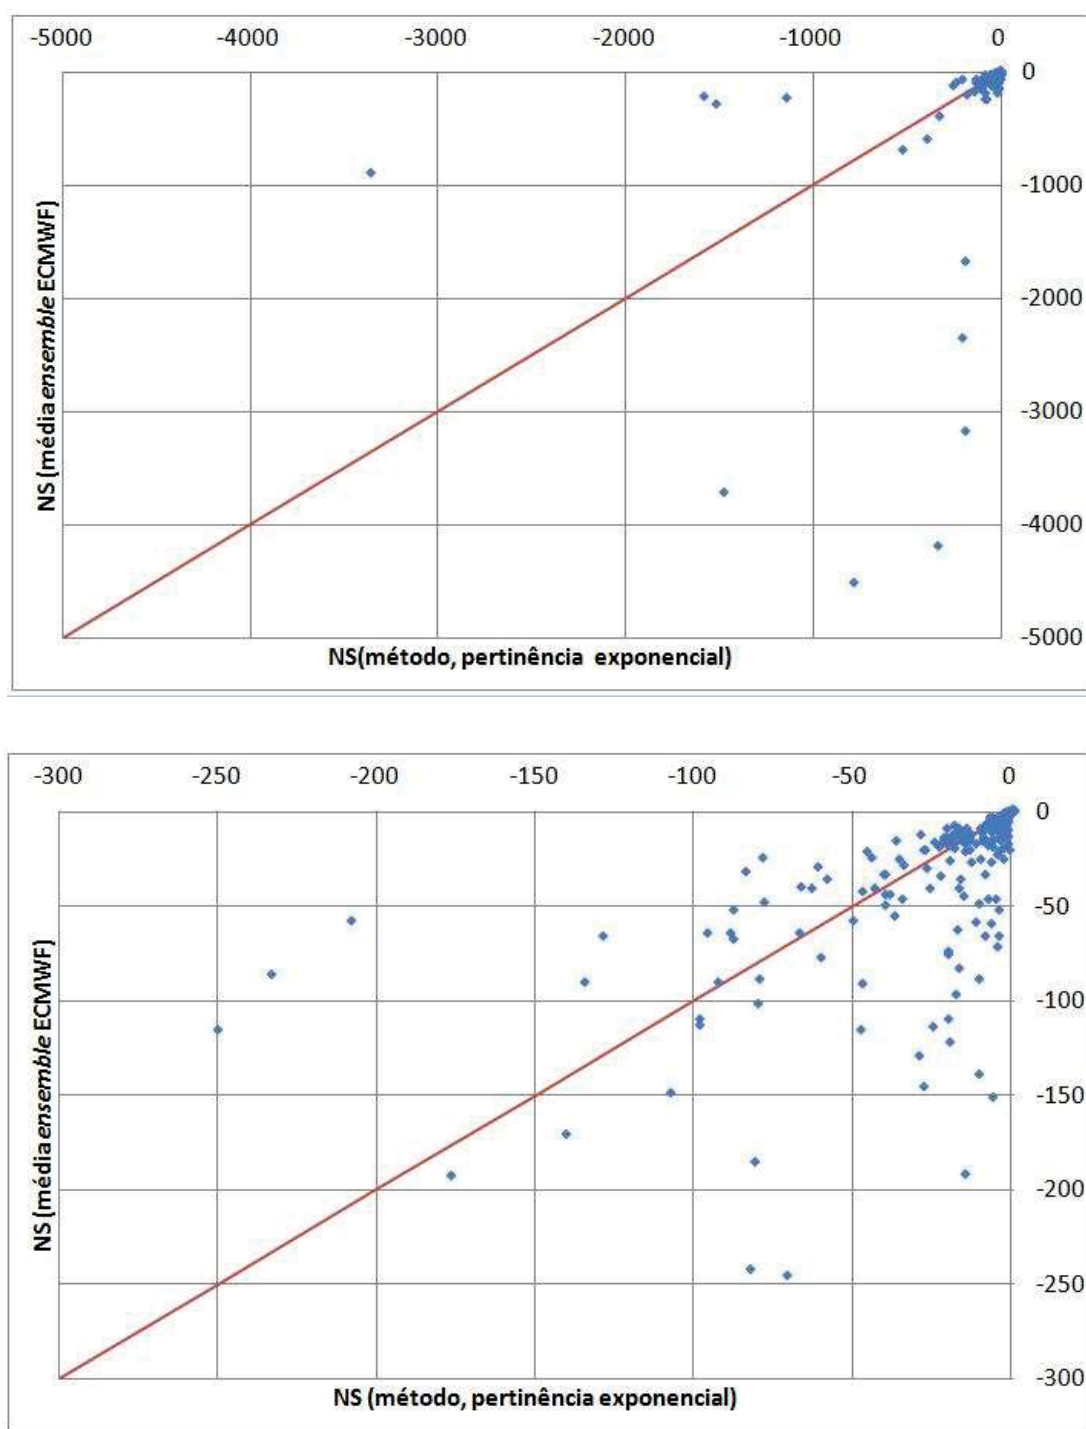 -5000 -4000 -3000 -2000 -1000 0
0
-1000
-2000
-3000
-4000
-5000
NS (média ensemble ECMWF)
NS(método, pertinência exponencial)
-300 -250 -200 -150 -100 -50 0
0
-50
-100
-150
-200
-250
-300
NS (média ensemble ECMWF)
NS (método, pertinência exponencial)